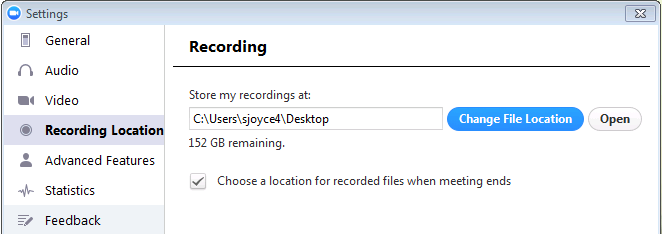 Settings
General
Audio
Video
Recording Location
Advanced Features
Statistics
Feedback
Recording
Store my recordings at:
C:\Users\sjoyce4\Desktop
Change File Location
Open
152 GB remaining.
Choose a location for recorded files when meeting ends